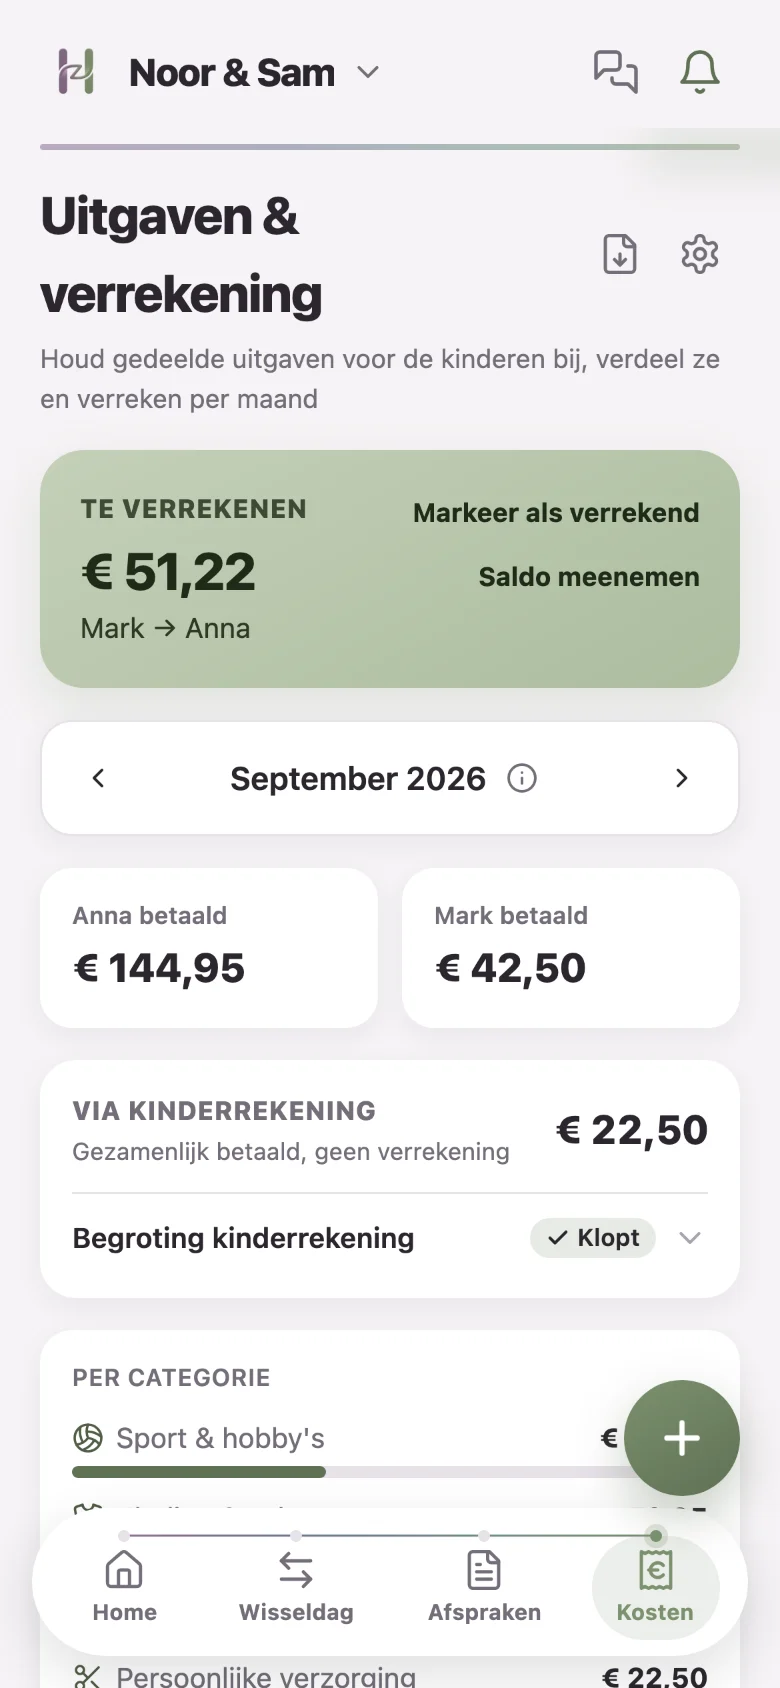 Noor & Sam
Uitgaven &
verrekening
Houd gedeelde uitgaven voor de kinderen bij, verdeel ze
en verreken per maand
TE VERREKENEN
Markeer als verrekend
€ 51,22
Saldo meenemen
Mark → Anna
September 2026
Anna betaald
€ 144,95
Mark betaald
€ 42,50
VIA KINDERREKENING
Gezamenlijk betaald, geen verrekening
€ 22,50
Begroting kinderrekening
Klopt
PER CATEGORIE
Sport & hobby's
€
Home
Wisseldag
Afspraken
Kosten
Persoonlijke verzorging
€ 22,50